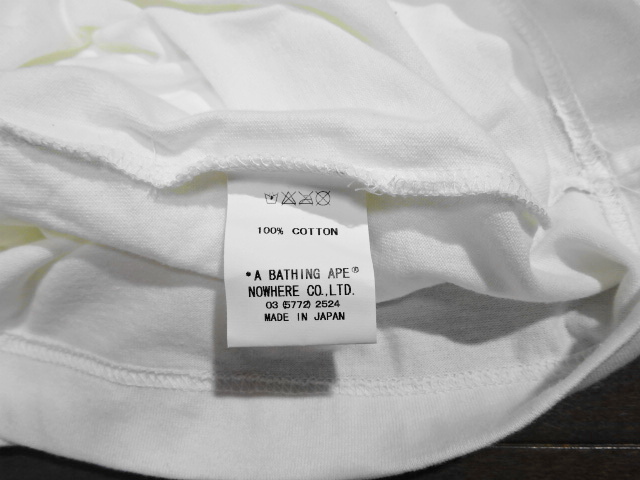 100% COTTON
*A BATHING APE®
NOWHERE CO.,LTD.
03 (5772) 2524
MADE IN JAPAN